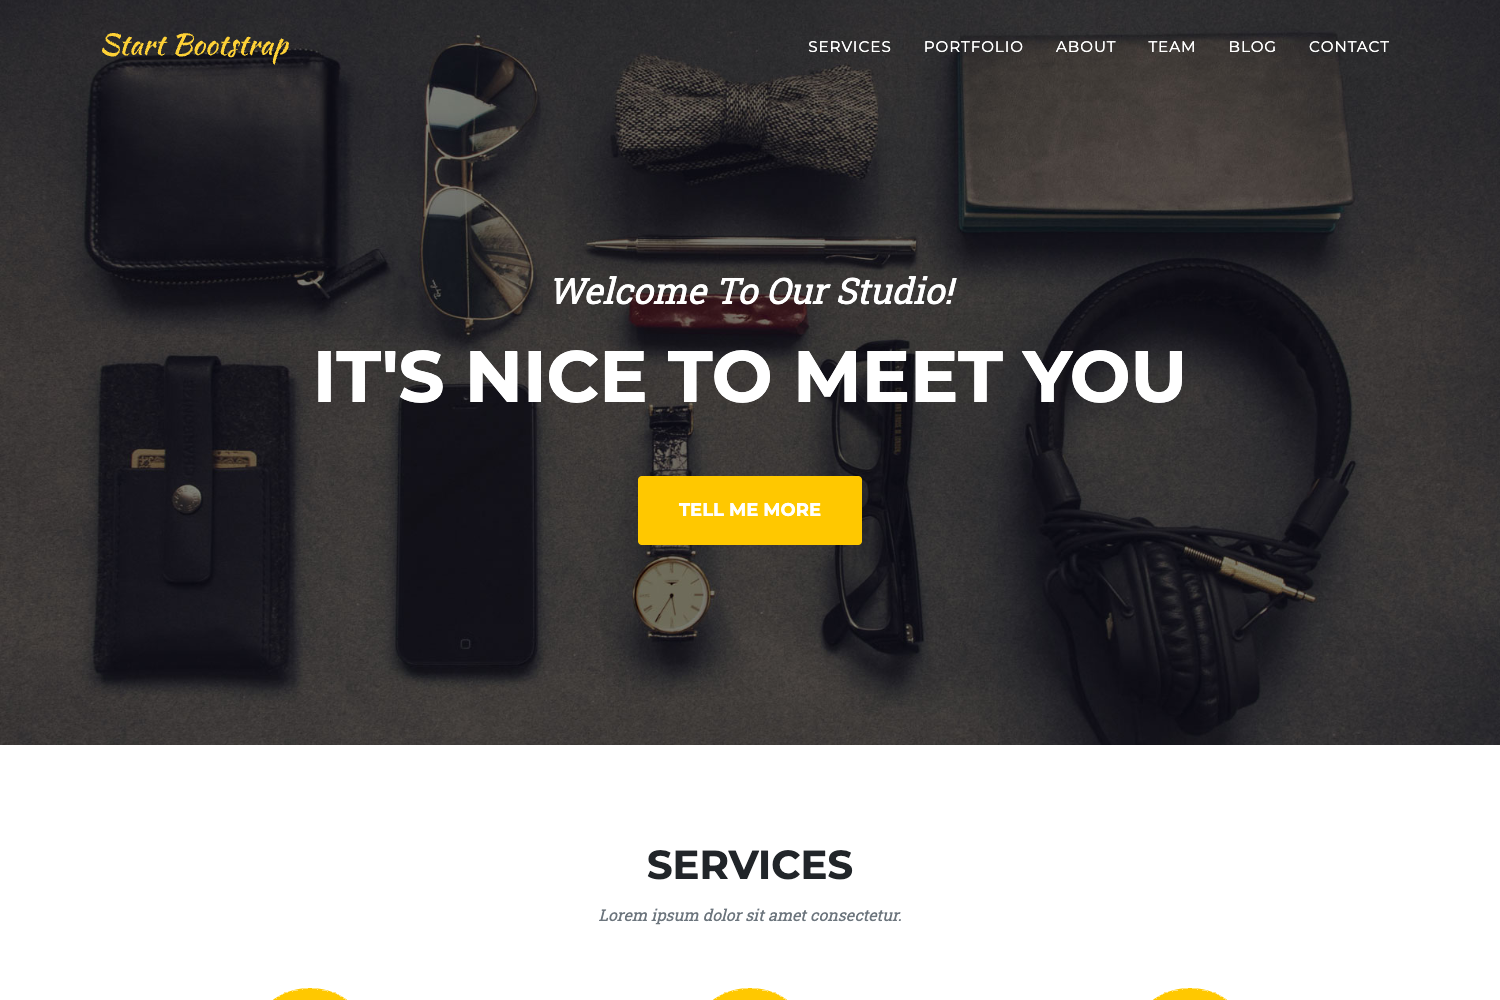 Start Bootstrap
SERVICES PORTFOLIO ABOUT TEAM BLOG CONTACT
Welcome To Our Studio!
IT'S NICE TO MEET YOU
TELL ME MORE
SERVICES
Lorem ipsum dolor sit amet consectetur.